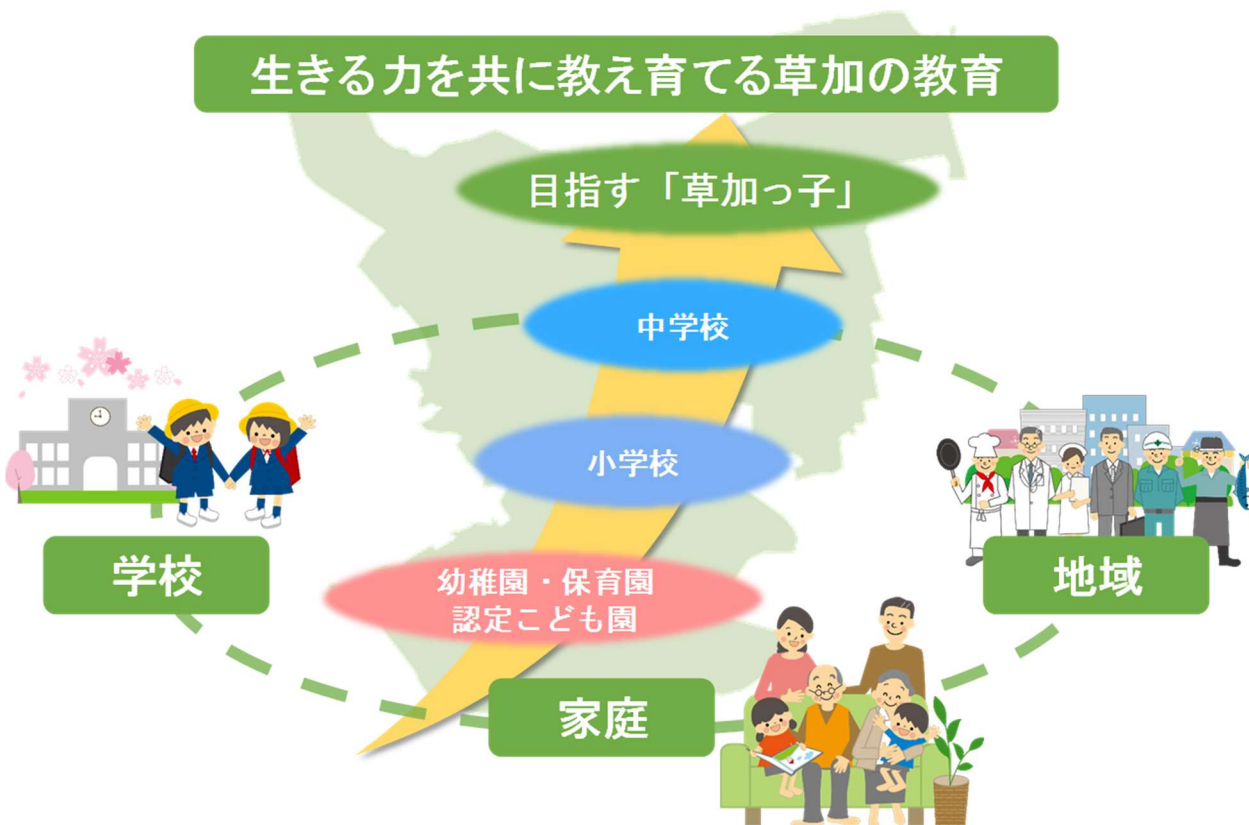 生きる力を共に教え育てる草加の教育
目指す「草加っ子」
中学校
小学校
学校
地域
幼稚園・保育園
認定こども園
家庭